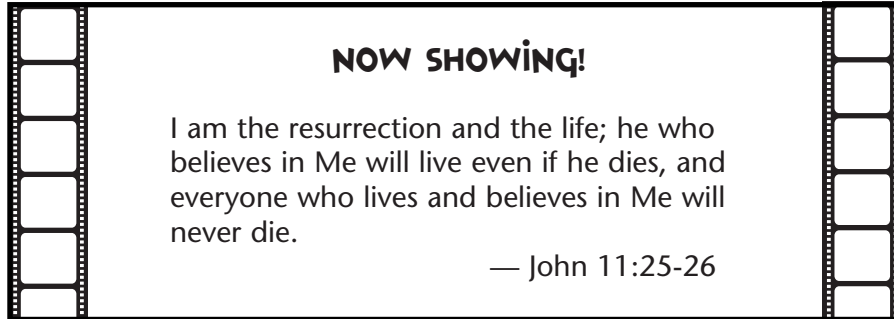 NOW SHOWING!
I am the resurrection and the life; he who
believes in Me will live even if he dies, and
everyone who lives and believes in Me will
never die.
— John 11:25-26